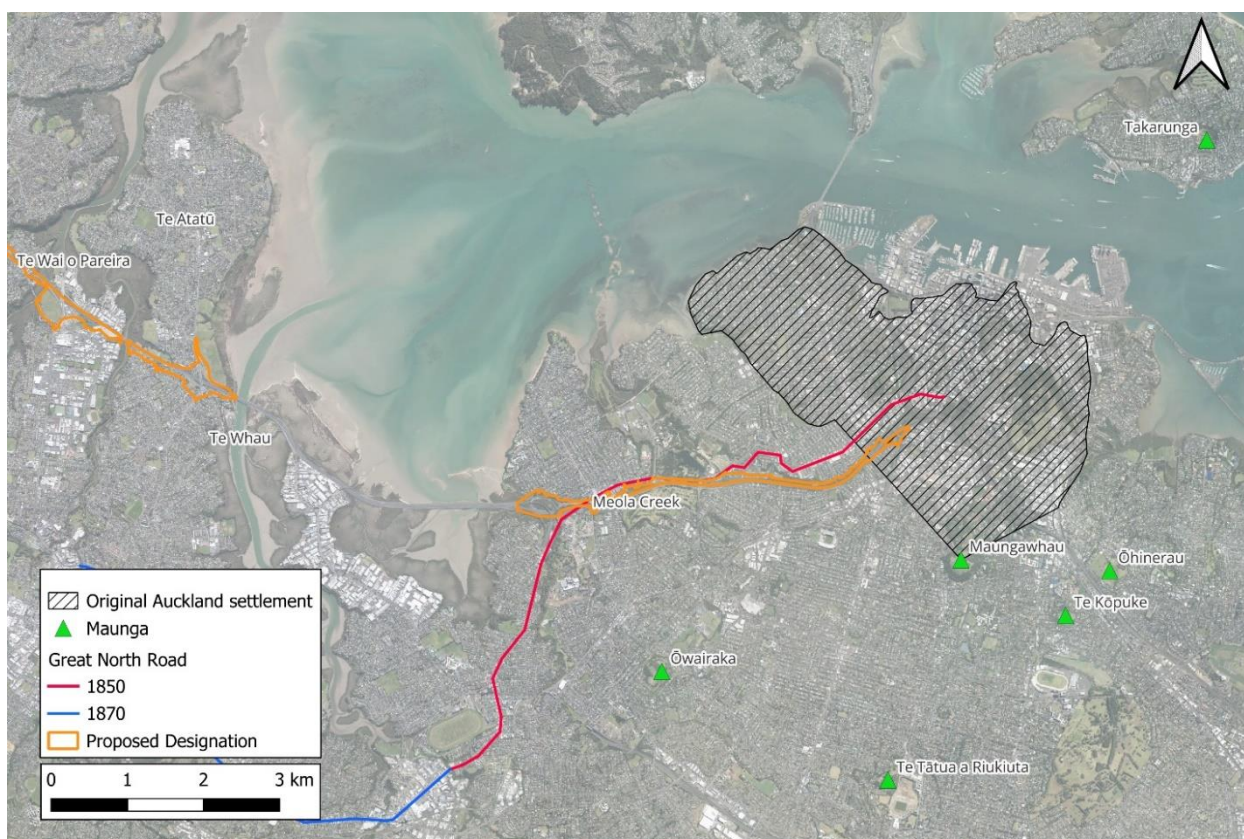 Takarunga
Te Atatū
Te Wai o Pareira
Te Whau
Meola Creek
Maungawhau
Ōhinerau
Te Kōpuke
Ōwairaka
Te Tātua a Riukiuta
Original Auckland settlement
Maunga
Great North Road
1850
1870
Proposed Designation
0 1 2 3 km